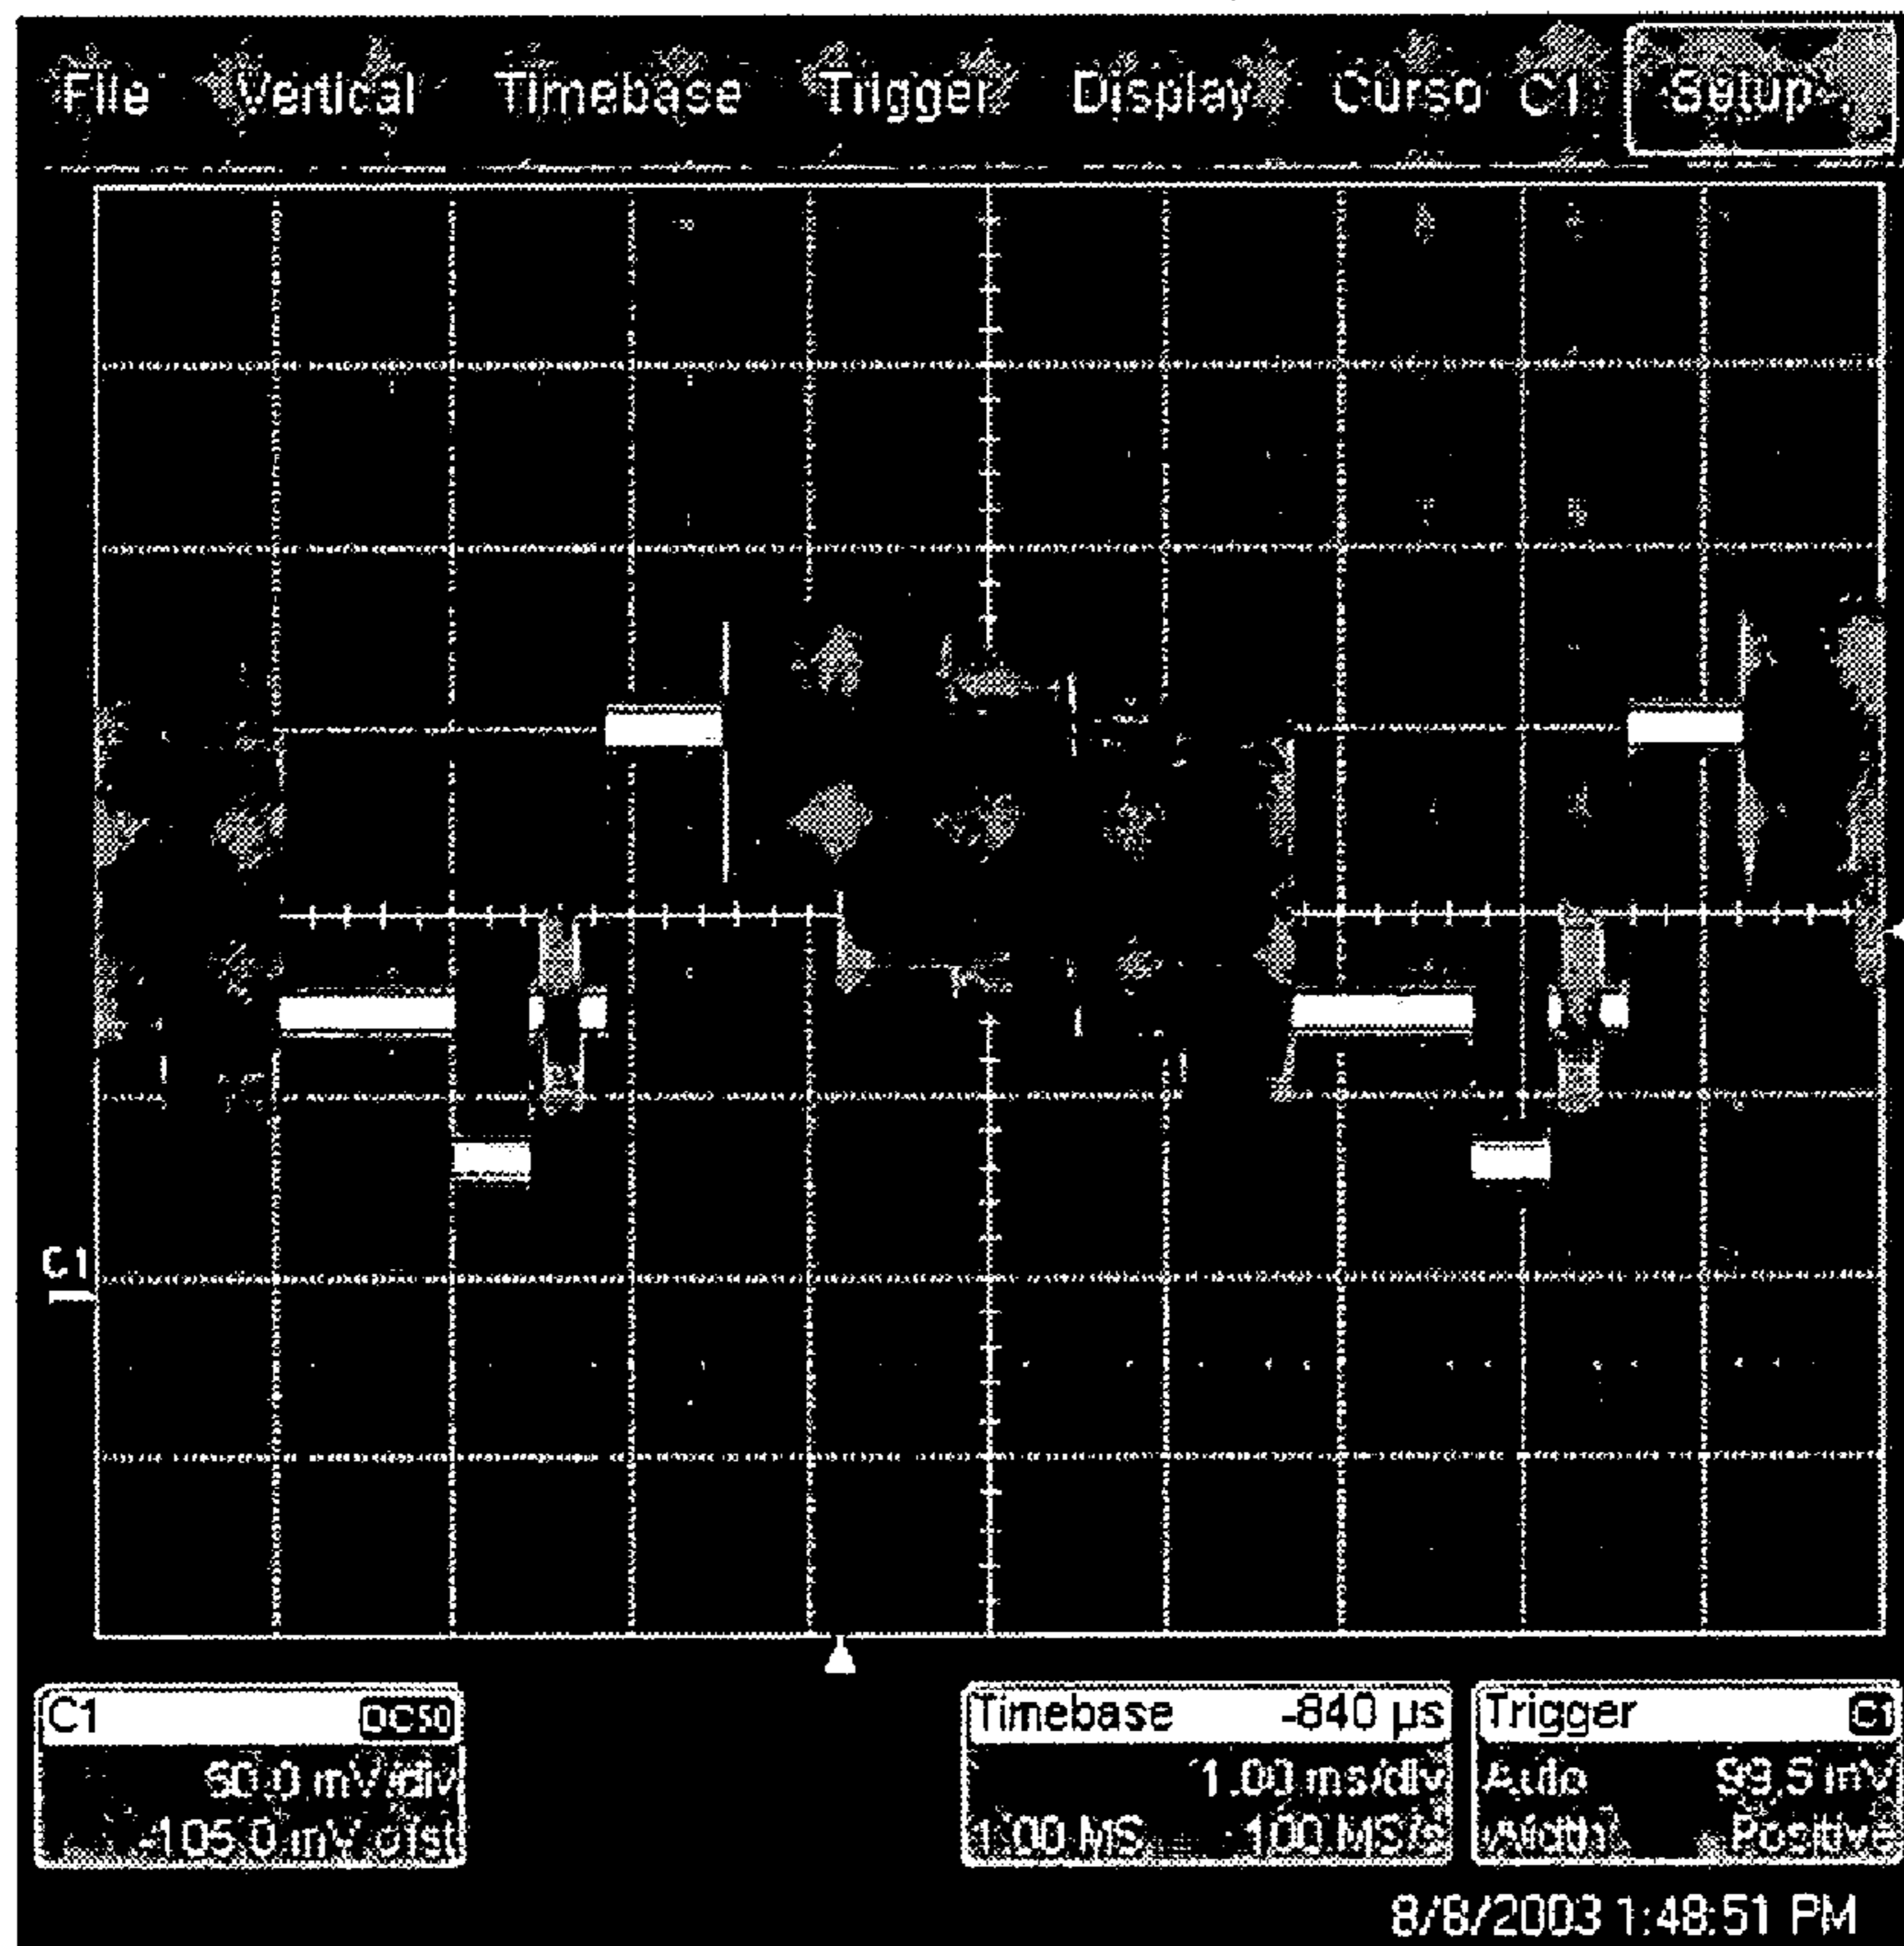 File Vertical Timebase Trigger Display Curso C1 Setup
C1
C1 DC50
50.0 mV/div
-105.0 mV ofst
Timebase -840 µs
1.00 ms/div
1.00 MS 100 MS/s
Trigger C1
Auto 99.5 mV
Width Positive
8/8/2003 1:48:51 PM